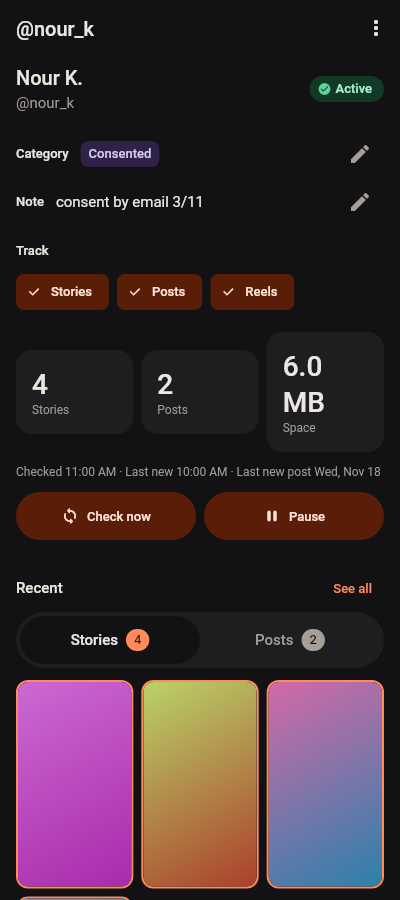 @nour_k
Nour K.
@nour_k
Active
Category Consented
Note consent by email 3/11
Track
Stories Posts Reels
4
Stories
2
Posts
6.0
MB
Space
Checked 11:00 AM · Last new 10:00 AM · Last new post Wed, Nov 18
Check now Pause
Recent See all
Stories 4 Posts 2